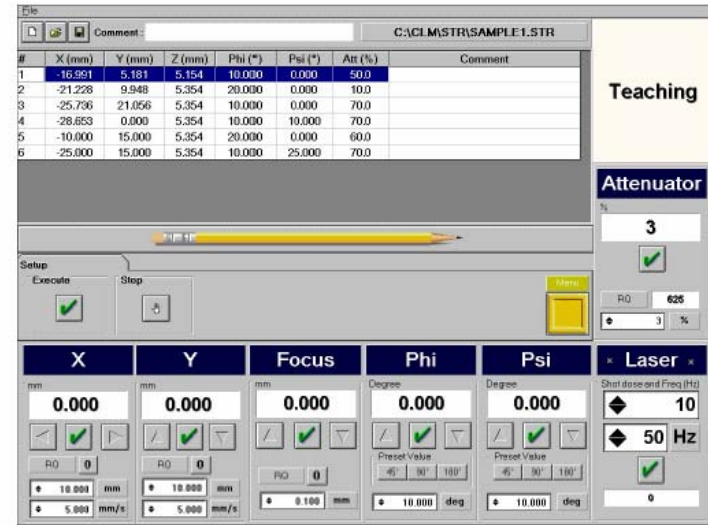 File
Comment : C:\CLM\STR\SAMPLE1.STR
# X (mm) Y (mm) Z (mm) Phi (°) Psi (°) Att (%) Comment
1 -16.991 5.181 5.154 10.000 0.000 50.0
2 -21.228 9.948 5.354 20.000 0.000 10.0
3 -25.736 21.056 5.354 10.000 0.000 70.0
4 -28.653 0.000 5.354 10.000 10.000 70.0
5 -10.000 15.000 5.354 20.000 0.000 60.0
6 -25.000 15.000 5.354 10.000 25.000 70.0
Teaching
Attenuator
%
3
RO 625
3 %
Setup
Execute Stop Menu
X Y Focus Phi Psi Laser
mm mm mm Degree Degree Shot dose and Freq (Hz)
0.000 0.000 0.000 0.000 0.000 10
50 Hz
Preset Value Preset Value
RO 0 RO 0 RO 0 45° 90° 180° 45° 90° 180°
10.000 mm 10.000 mm 0.100 mm 10.000 deg 10.000 deg 0
5.000 mm/s 5.000 mm/s